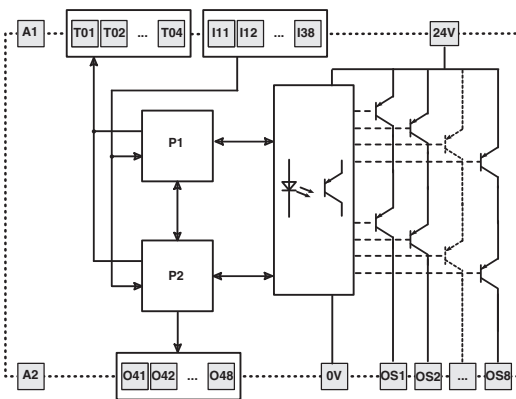 A1 T01 T02 ... T04 I11 I12 ... I38 24V
P1
P2
A2 O41 O42 ... O48 0V OS1 OS2 ... OS8